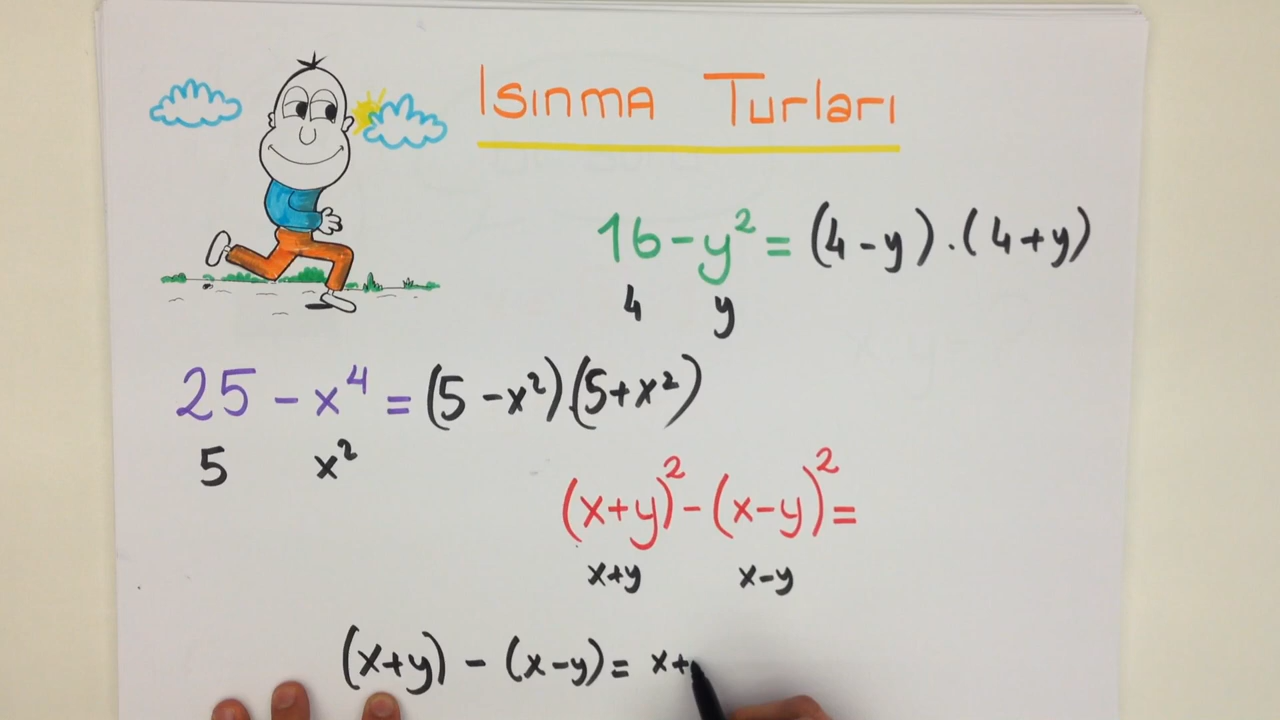 Isınma Turları
16-y²=(4-y).(4+y)
4 y
25-x⁴=(5-x²).(5+x²)
5 x²
(x+y)²-(x-y)²=
x+y x-y
(x+y)-(x-y)= x+